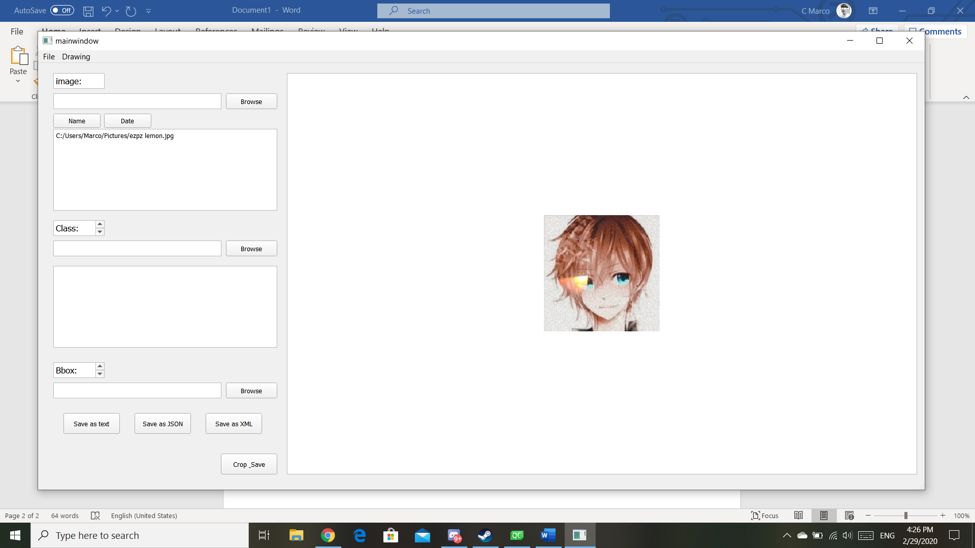 AutoSave Off Document1 - Word Search C Marco
File Home Insert Design Layout References Mailings Review View Help Share Comments
mainwindow
File Drawing
Paste
image:
Browse
Name Date
C:/Users/Marco/Pictures/ezpz lemon.jpg
Class:
Browse
Bbox:
Browse
Save as text Save as JSON Save as XML
Crop _Save
Page 2 of 2 64 words English (United States) Focus 100%
Type here to search ENG 4:26 PM
2/29/2020